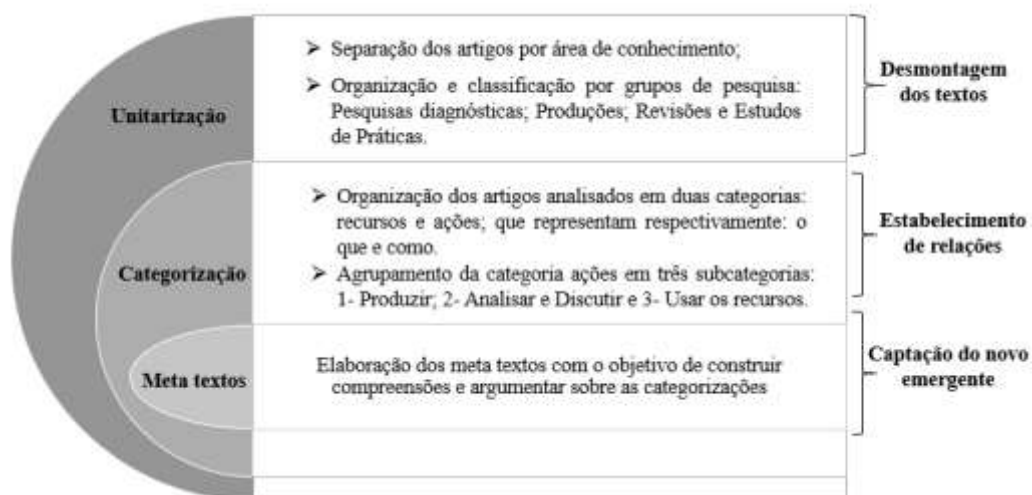 Unitarização
➢ Separação dos artigos por área de conhecimento;
➢ Organização e classificação por grupos de pesquisa:
Pesquisas diagnósticas; Produções; Revisões e Estudos
de Práticas.
Desmontagem
dos textos
Categorização
➢ Organização dos artigos analisados em duas categorias:
recursos e ações; que representam respectivamente: o
que e como.
➢ Agrupamento da categoria ações em três subcategorias:
1- Produzir; 2- Analisar e Discutir e 3- Usar os recursos.
Estabelecimento
de relações
Meta textos
Elaboração dos meta textos com o objetivo de construir
compreensões e argumentar sobre as categorizações
Captação do novo
emergente